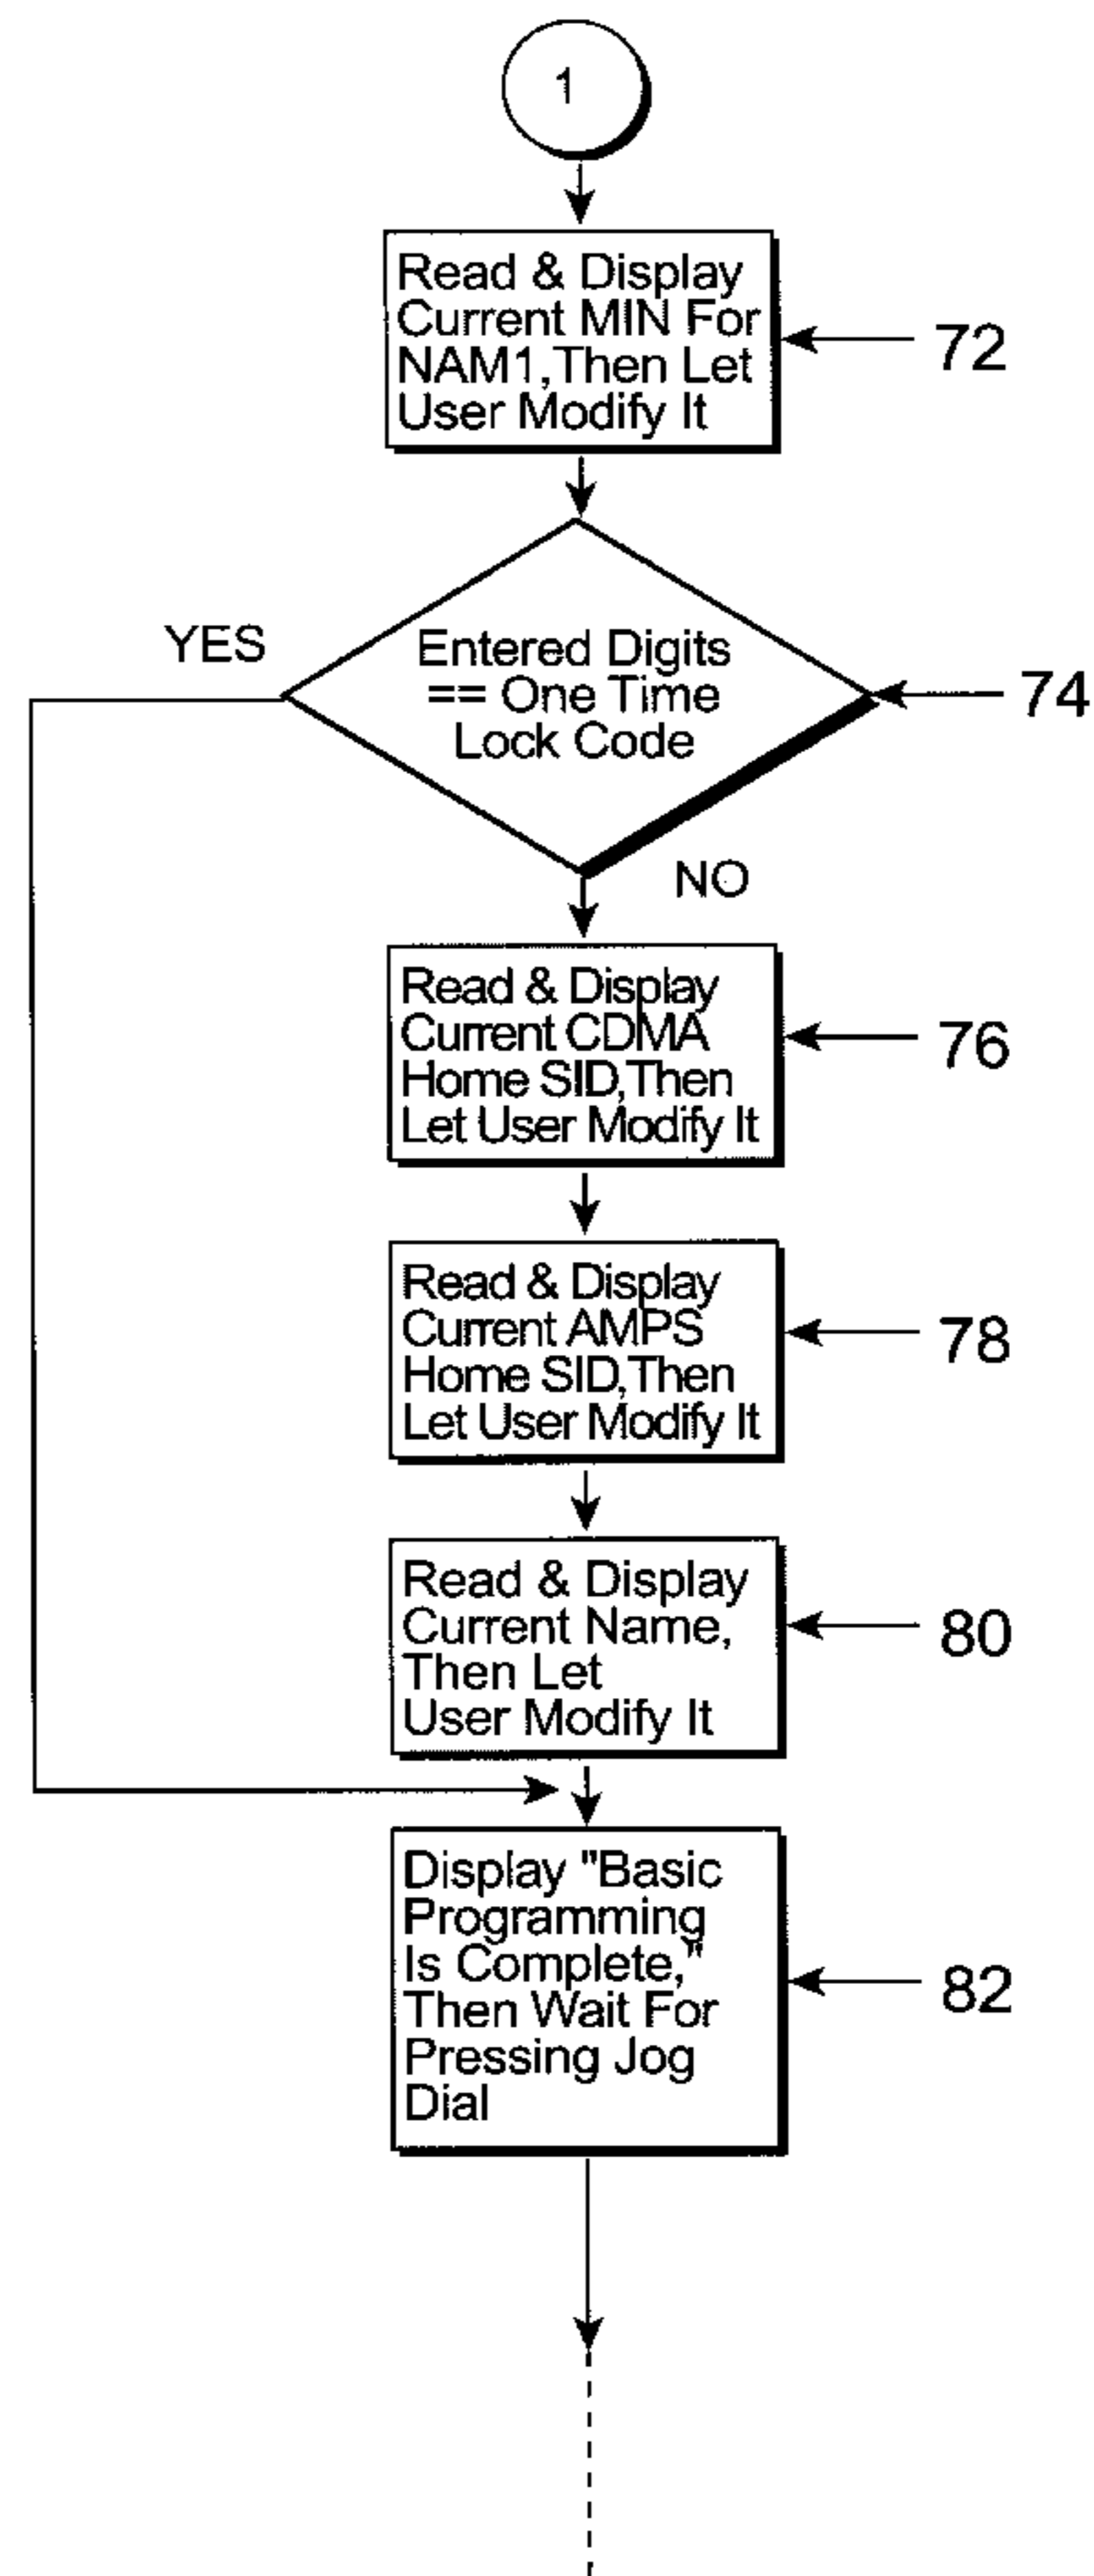 1
Read & Display
Current MIN For
NAM1,Then Let
User Modify It
72
YES
Entered Digits
== One Time
Lock Code
74
NO
Read & Display
Current CDMA
Home SID,Then
Let User Modify It
76
Read & Display
Current AMPS
Home SID,Then
Let User Modify It
78
Read & Display
Current Name,
Then Let
User Modify It
80
Display "Basic
Programming
Is Complete,"
Then Wait For
Pressing Jog
Dial
82